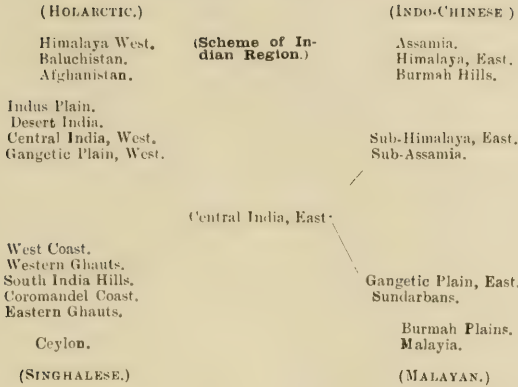 (HOLARCTIC.)
(INDO-CHINESE )
Himalaya West.
Baluchistan.
Afghanistan.
(Scheme of In-
dian Region.)
Assamia.
Himalaya, East.
Burmah Hills.
Indus Plain.
Desert India.
Central India, West.
Gangetic Plain, West.
Sub-Himalaya, East.
Sub-Assamia.
Central India, East
West Coast.
Western Ghauts.
South India Hills.
Coromandel Coast.
Eastern Ghauts.
Gangetic Plain, East.
Sundarbans.
Ceylon.
Burmah Plains.
Malayia.
(SINGHALESE.)
(MALAYAN.)